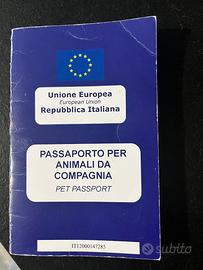 Unione Europea
European Union
Repubblica Italiana
PASSAPORTO PER
ANIMALI DA
COMPAGNIA
PET PASSPORT
IT12000147285
subito